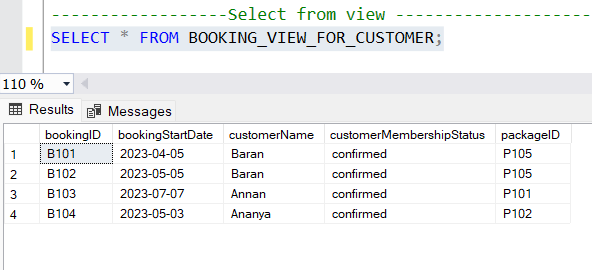 -------------------Select from view -------------------
SELECT * FROM BOOKING_VIEW_FOR_CUSTOMER;
110 %
Results Messages
bookingID bookingStartDate customerName customerMembershipStatus packageID
1 B101 2023-04-05 Baran confirmed P105
2 B102 2023-05-05 Baran confirmed P105
3 B103 2023-07-07 Annan confirmed P101
4 B104 2023-05-03 Ananya confirmed P102